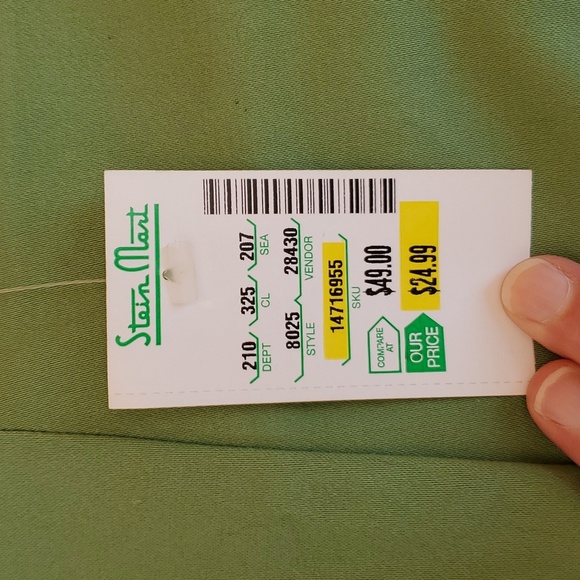 Stein Mart
210 325 207
DEPT CL SEA
8025 28430
STYLE VENDOR
14716955
SKU
COMPARE AT $49.00
OUR PRICE $24.99